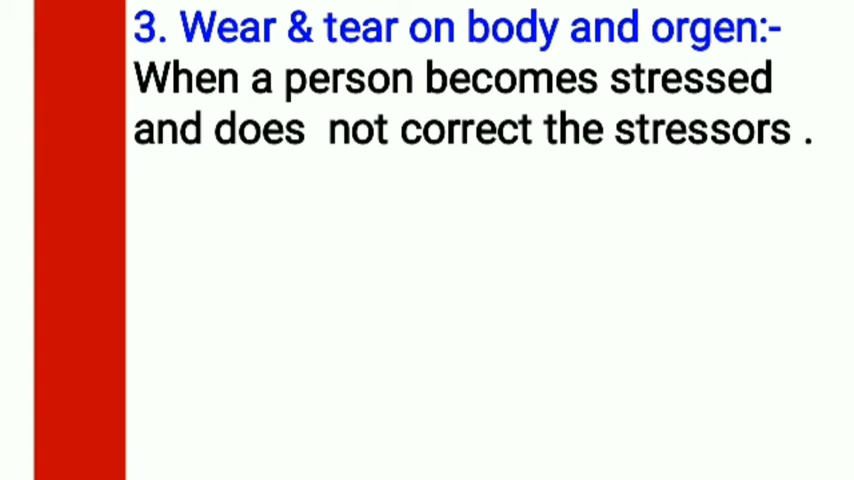 3. Wear & tear on body and orgen:-
When a person becomes stressed
and does not correct the stressors .